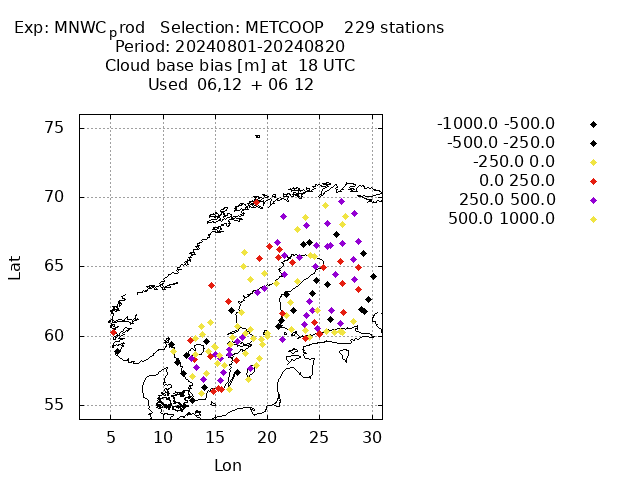 Exp: MNWCprod Selection: METCOOP 229 stations
Period: 20240801-20240820
Cloud base bias [m] at 18 UTC
Used 06,12 + 06 12
-1000.0 -500.0
-500.0 -250.0
-250.0 0.0
0.0 250.0
250.0 500.0
500.0 1000.0
75
70
65
60
55
Lat
5 10 15 20 25 30
Lon